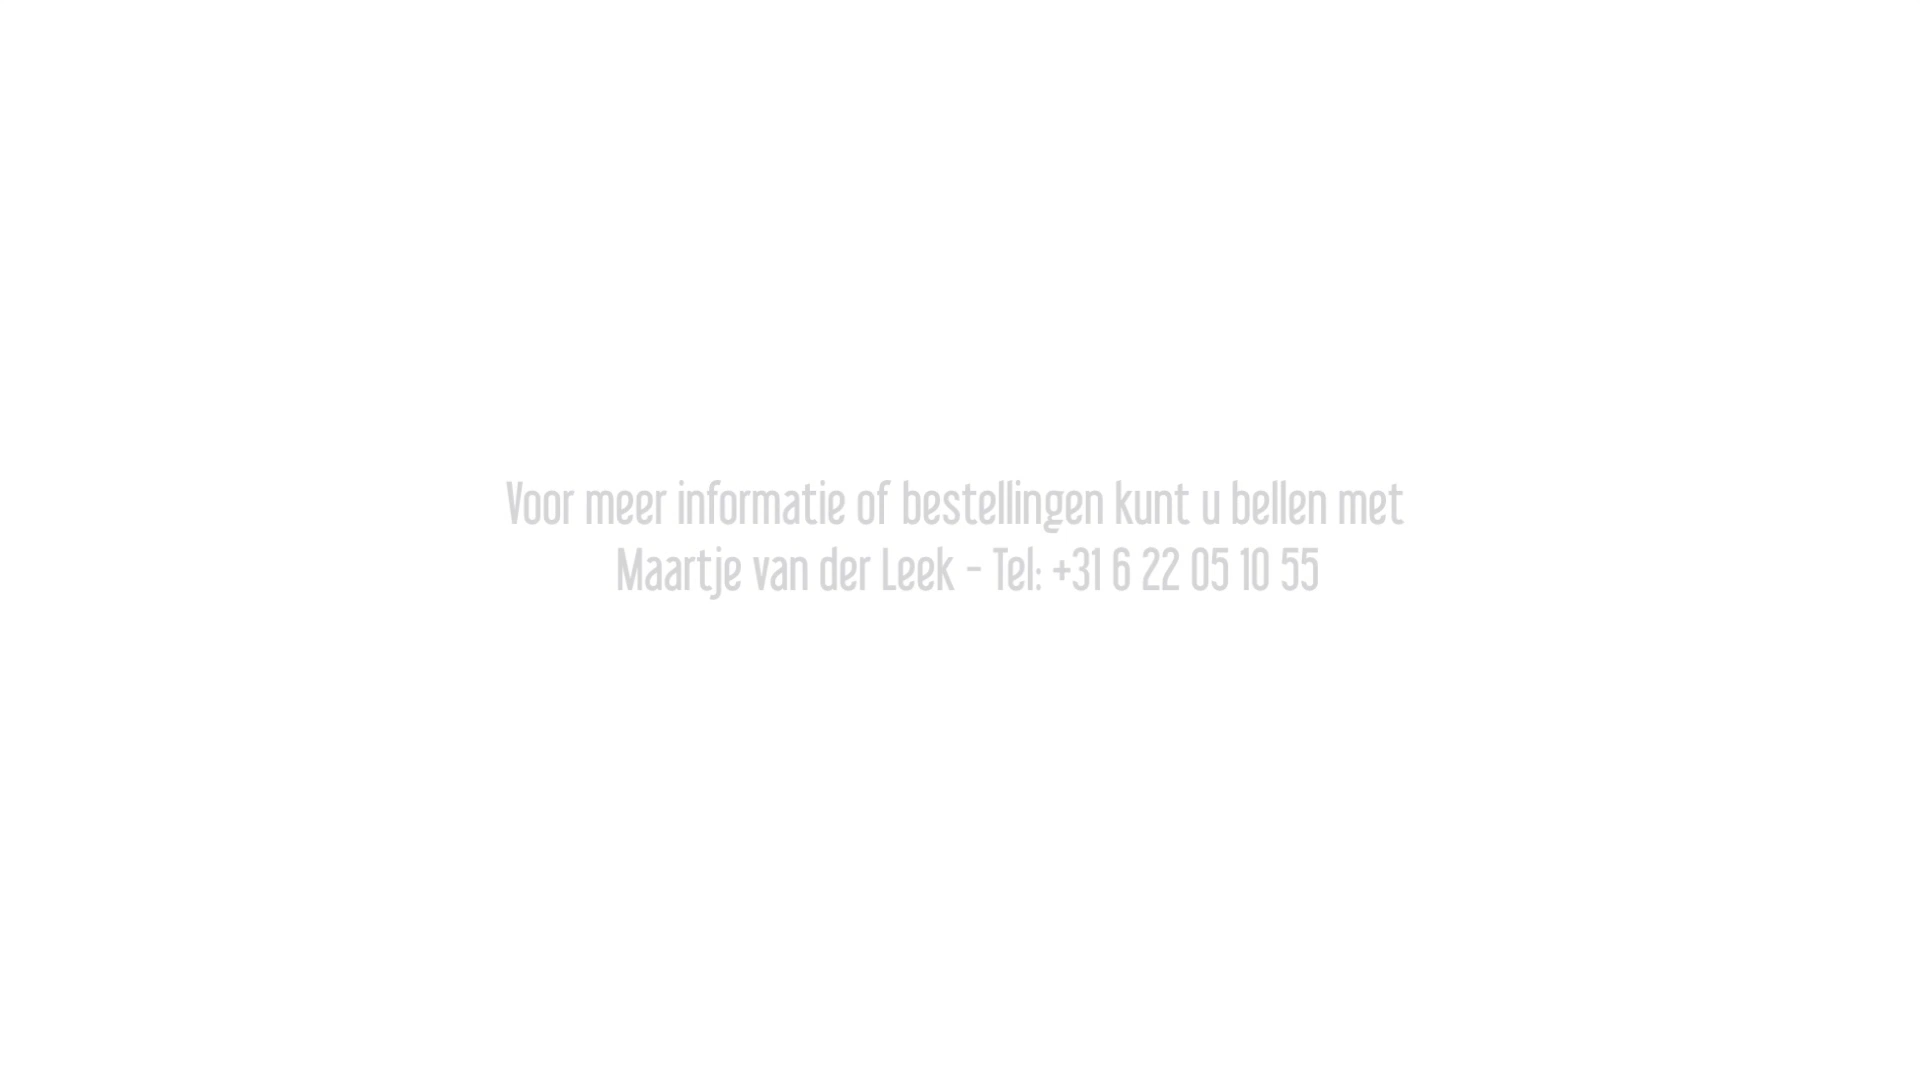 Voor meer informatie of bestellingen kunt u bellen met
Maartje van der Leek - Tel: +31 6 22 05 10 55